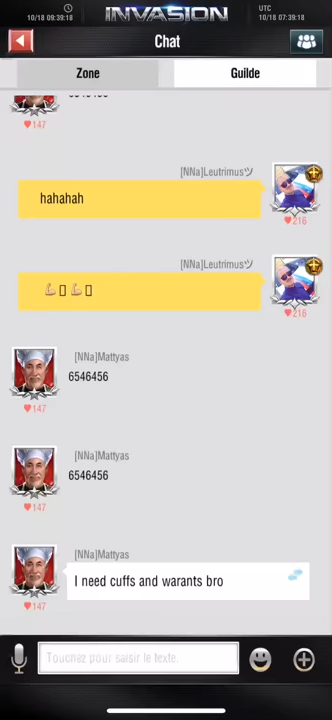 10/18 09:39:18
INVASION
UTC
10/18 07:39:18
Chat
Zone
Guilde
147
[NNa]Leutrimusツ
hahahah
216
[NNa]Leutrimusツ
💪🏼▯💪🏼▯
216
[NNa]Mattyas
6546456
147
[NNa]Mattyas
6546456
147
[NNa]Mattyas
I need cuffs and warants bro
147
Touchez pour saisir le texte.